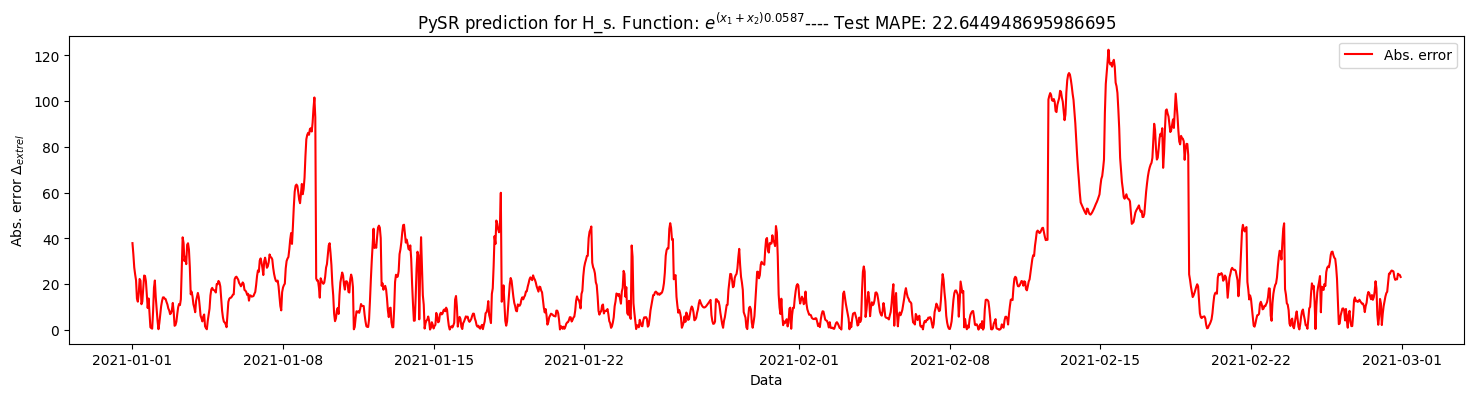 PySR prediction for H_s. Function: $e^{(x_1+x_2)0.0587}$---- Test MAPE: 22.644948695986695
Abs. error
Abs. error $\Delta_{extrel}$
120
100
80
60
40
20
0
2021-01-01 2021-01-08 2021-01-15 2021-01-22 2021-02-01 2021-02-08 2021-02-15 2021-02-22 2021-03-01
Data